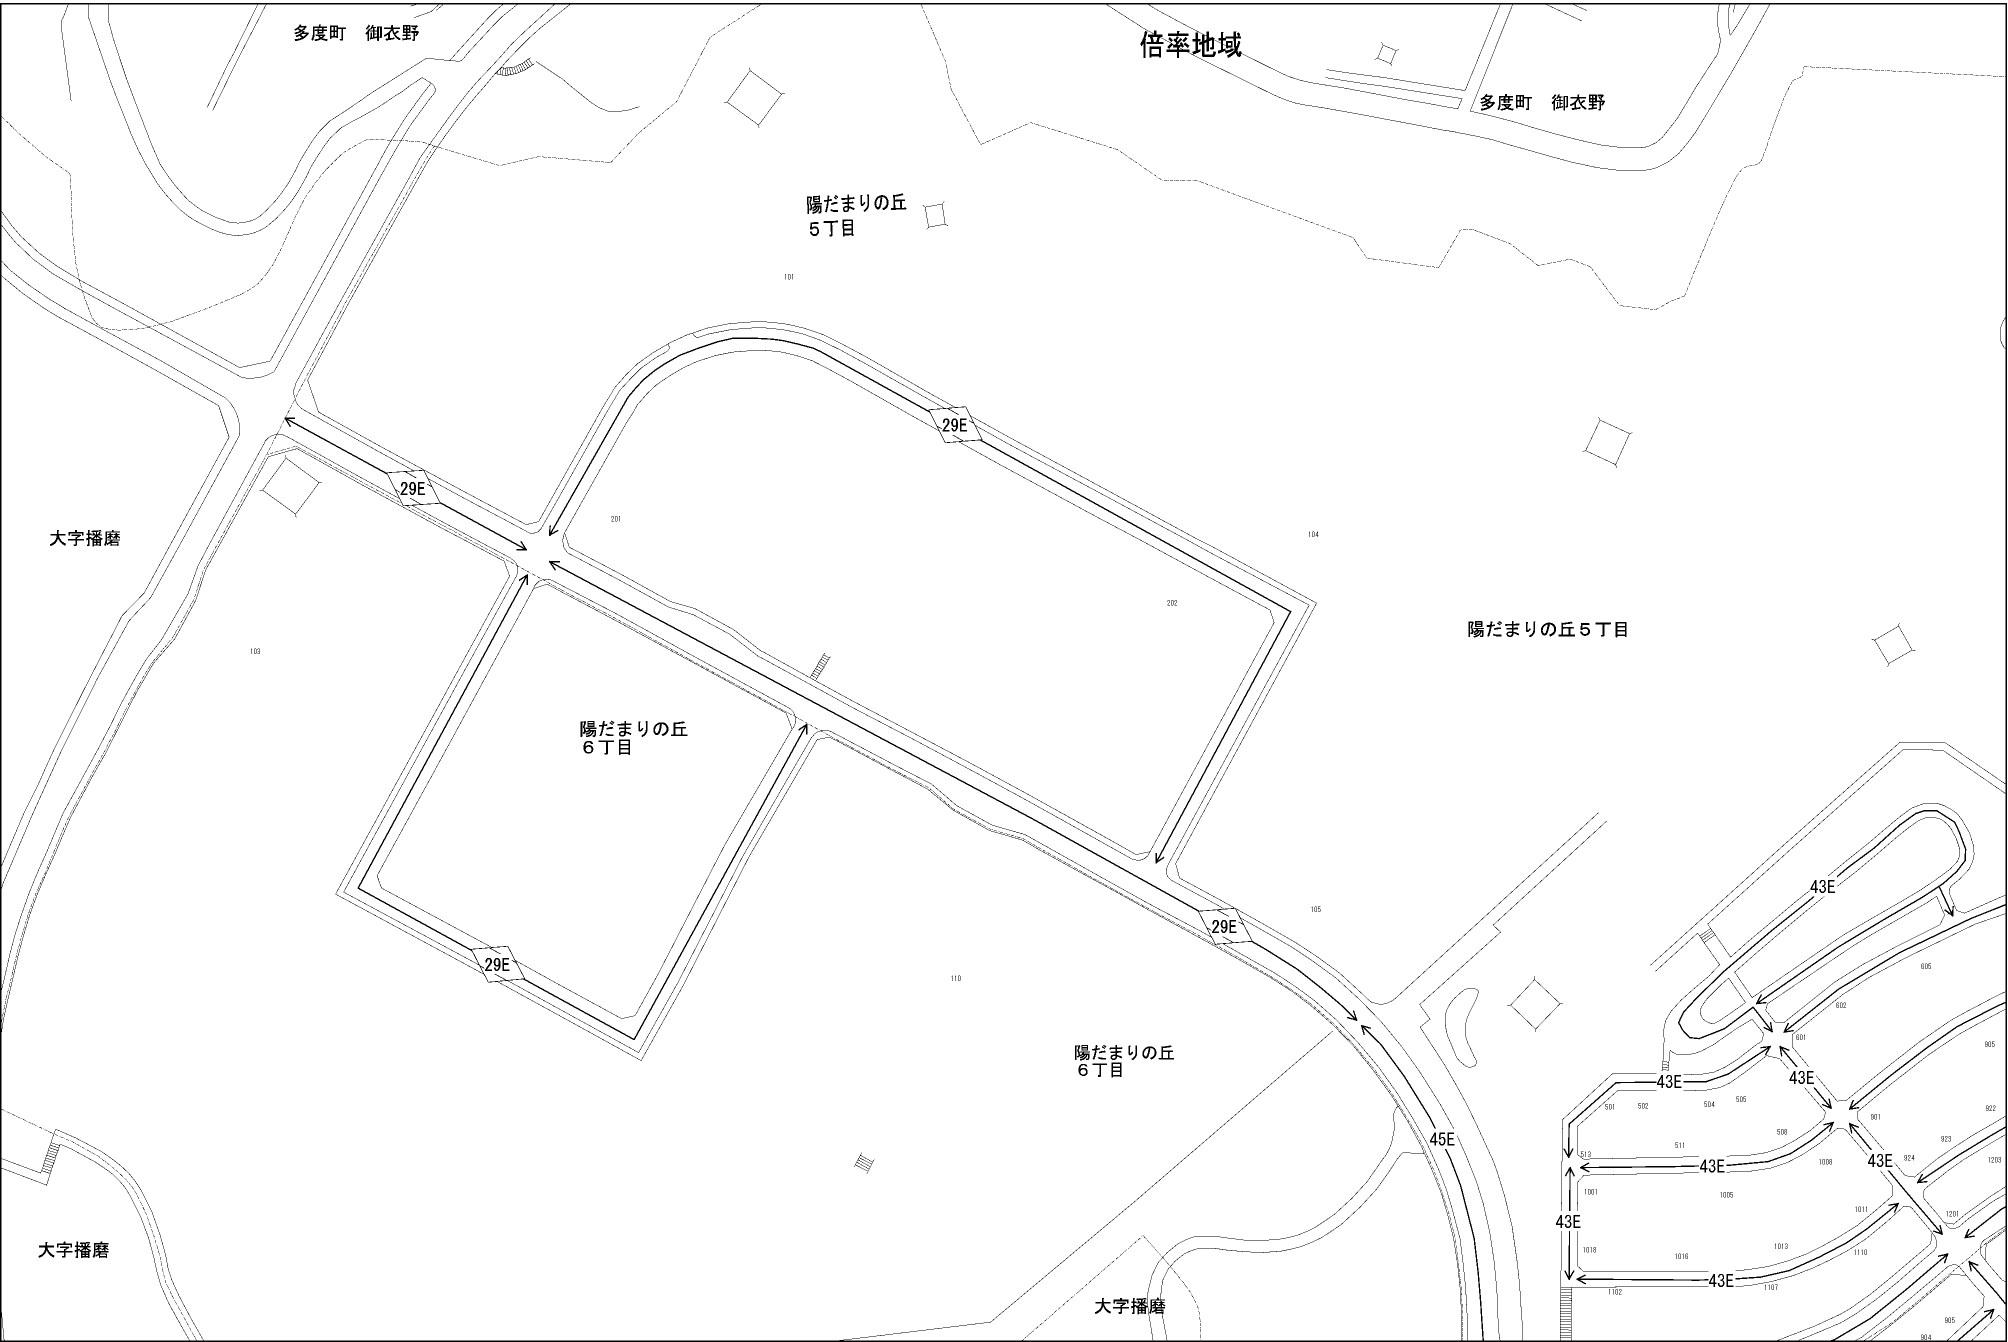 多度町　御衣野
倍率地域
多度町　御衣野
陽だまりの丘
５丁目
101
29E
29E
201
104
大字播磨
202
陽だまりの丘５丁目
103
陽だまりの丘
６丁目
43E
105
29E
29E
110
605
602
601
905
陽だまりの丘
６丁目
43E
43E
501
502
504
505
901
922
508
45E
511
923
513
43E
1008
924
43E
1203
1001
1005
1011
1201
43E
大字播磨
1018
1016
1013
1110
43E
1102
1107
大字播磨
905
904